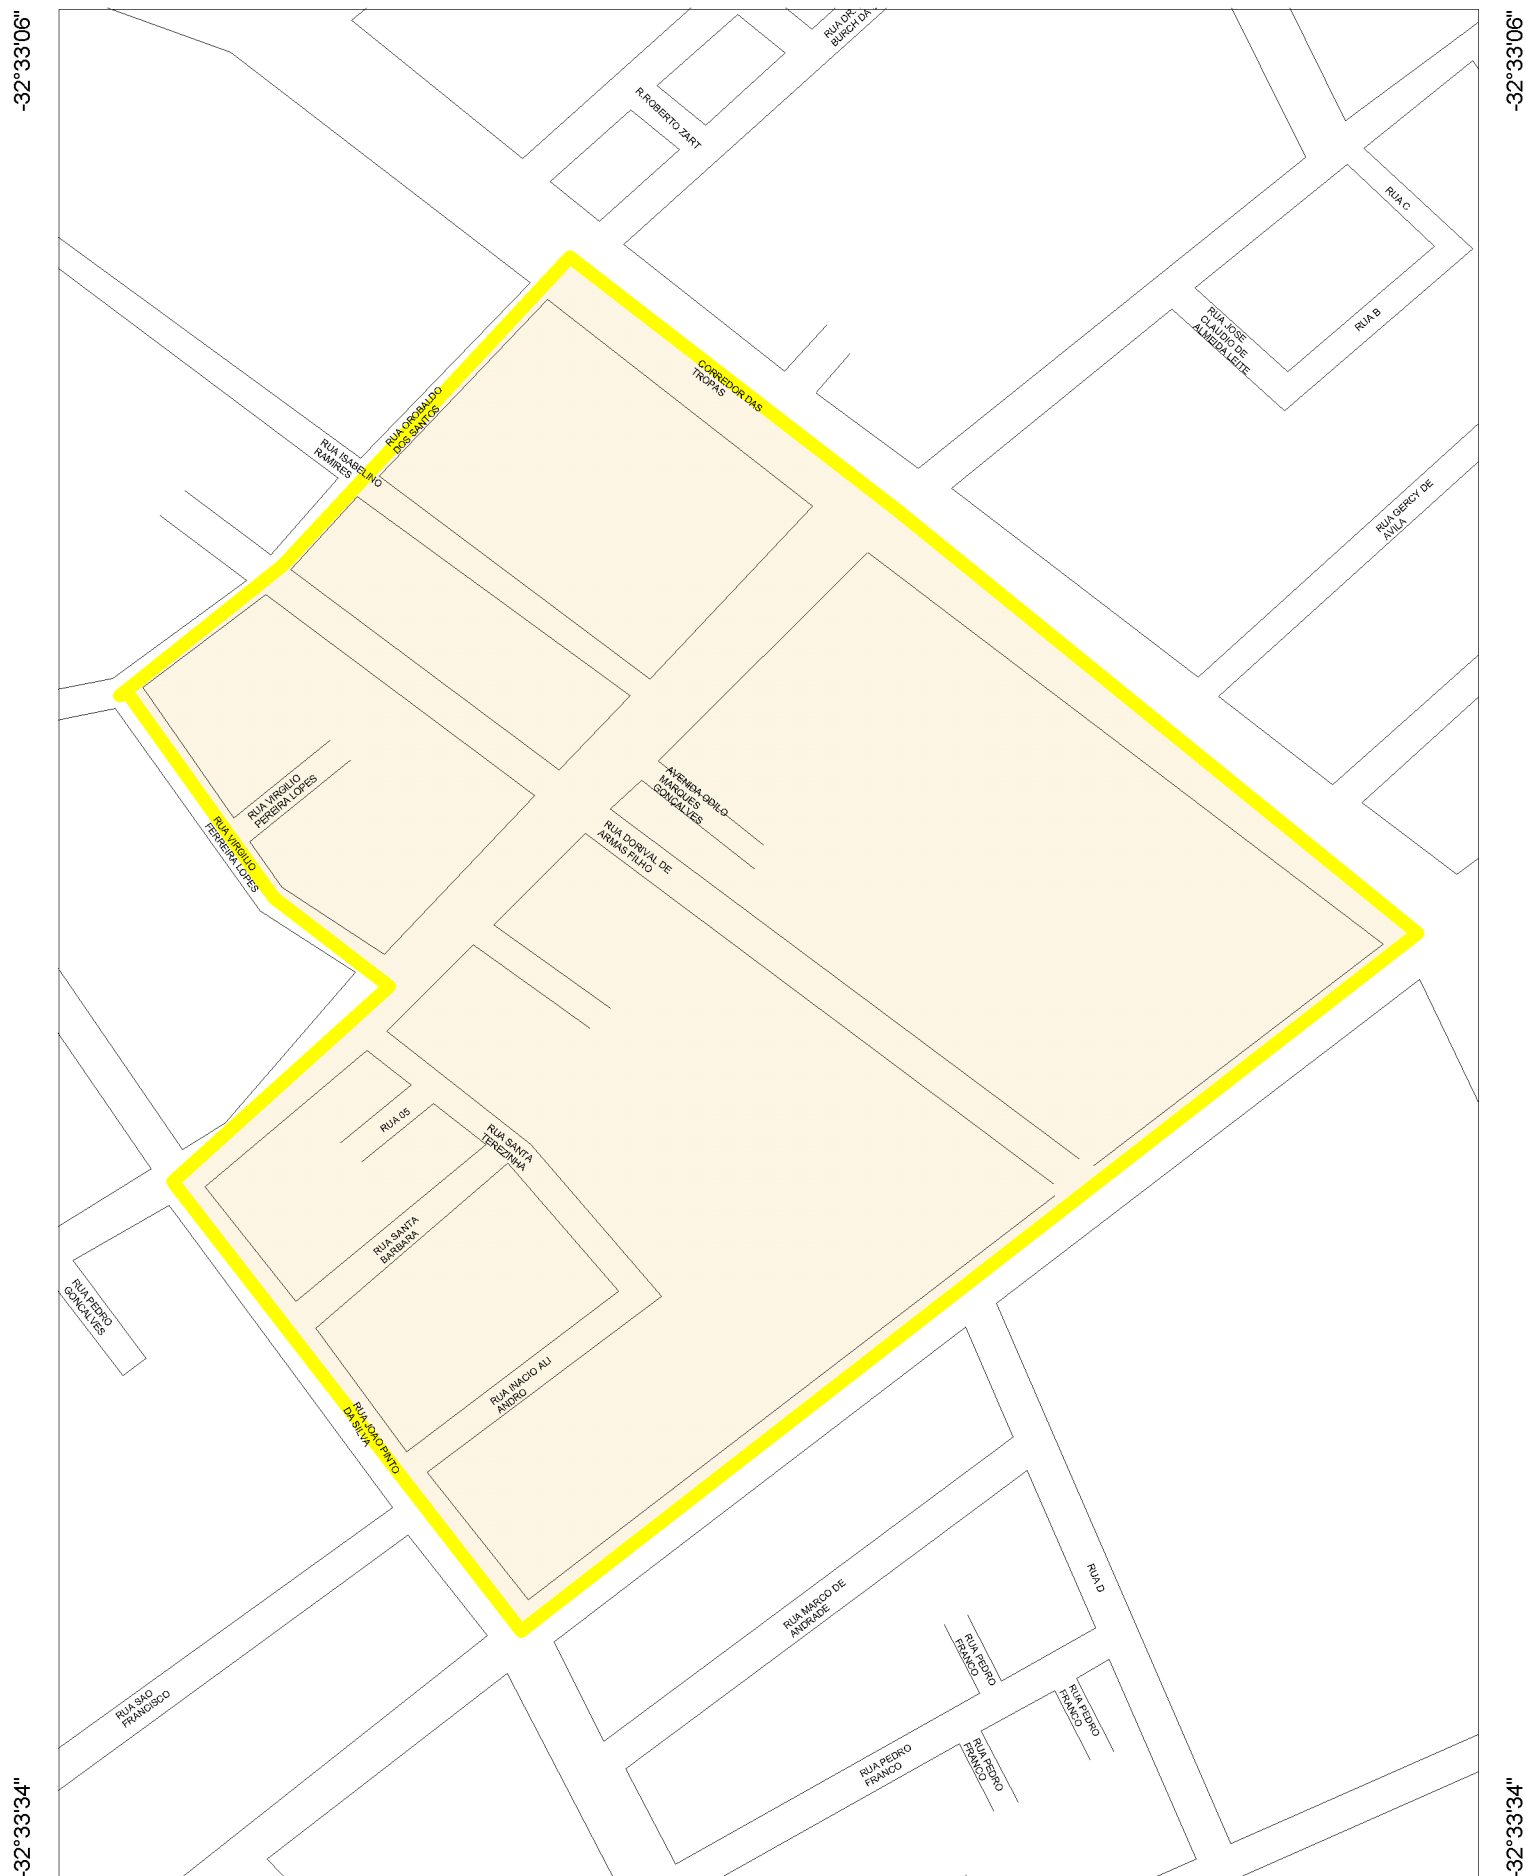 -32°33'06"
-32°33'06"
RUA DR.
BURCH DA
R.ROBERTO ZART
RUA C
RUA JOSE
CLAUDIO DE
ALMEIDA LEITE
RUA B
CORREDOR DAS
TROPAS
RUA OROBALDO
DOS SANTOS
RUA ISABELINO
RAMIRES
RUA GERCY DE
AVILA
AVENIDA ODILO
MARQUES
GONCALVES
RUA VIRGILIO
PEREIRA LOPES
RUA VIRGILIO
FERREIRA LOPES
RUA DORIVAL DE
ARMAS FILHO
RUA 05
RUA SANTA
TEREZINHA
RUA SANTA
BARBARA
RUA PEDRO
GONCALVES
RUA INACIO ALI
ANDRO
RUA JOAO PINTO
DA SILVA
RUA D
RUA MARCO DE
ANDRADE
RUA PEDRO
FRANCO
RUA PEDRO
FRANCO
RUA SAO
FRANCISCO
RUA PEDRO
FRANCO
RUA PEDRO
FRANCO
-32°33'34"
-32°33'34"